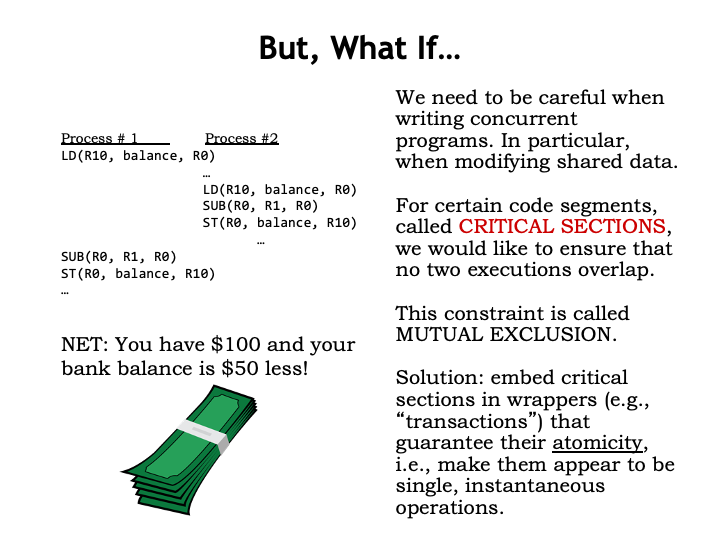 But, What If…
Process # 1 Process #2
LD(R10, balance, R0)
…
LD(R10, balance, R0)
SUB(R0, R1, R0)
ST(R0, balance, R10)
…
SUB(R0, R1, R0)
ST(R0, balance, R10)
…
NET: You have $100 and your
bank balance is $50 less!
We need to be careful when
writing concurrent
programs. In particular,
when modifying shared data.
For certain code segments,
called CRITICAL SECTIONS,
we would like to ensure that
no two executions overlap.
This constraint is called
MUTUAL EXCLUSION.
Solution: embed critical
sections in wrappers (e.g.,
“transactions”) that
guarantee their atomicity,
i.e., make them appear to be
single, instantaneous
operations.